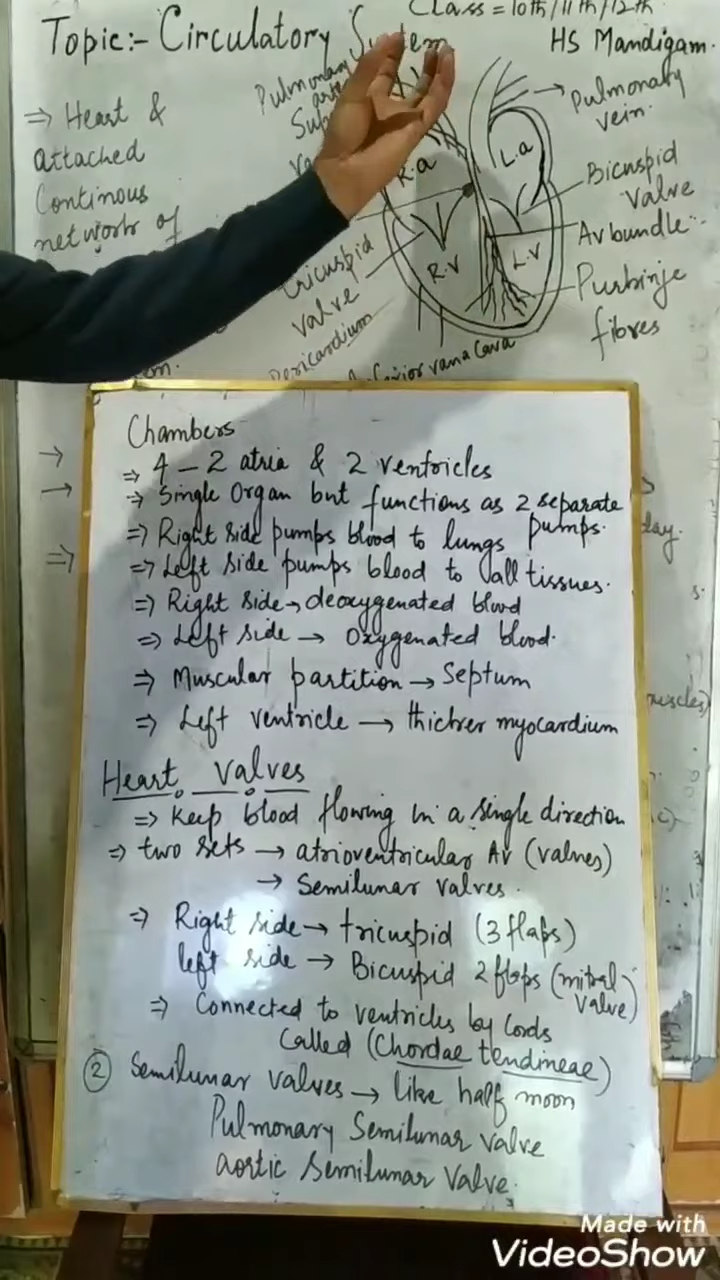 Class = 10th/11th/12th
Topic:- Circulatory System
HS Mandigam.
⇒ Heart &
attached
Continous
network of
Pulmonary
Pulmonary
vein.
R.a
L.a
Bicuspid
valve
Av bundle
tricuspid
valve
R.V
L.V
Purbinje
fibres
Pericardium
vana Cava
Chambers
⇒ 4 - 2 atria & 2 ventricles
⇒ Single Organ but functions as 2 separate
pumps.
⇒ Right side pumps blood to lungs
⇒ Left side pumps blood to all tissues.
⇒ Right side → deoxygenated blood
⇒ Left side → Oxygenated blood.
⇒ Muscular partition → Septum
⇒ Left ventricle → thicker myocardium
Heart valves
⇒ Keep blood flowing in a single direction
⇒ two sets → atrioventricular AV (valves)
→ Semilunar valves.
⇒ Right side → tricuspid (3 flaps)
left side → Bicuspid 2 flaps (mitral
valve)
⇒ Connected to ventricles by Cords
Called (Chordae tendineae)
② Semilunar valves → like half moon
Pulmonary Semilunar valve
aortic Semilunar valve.
day.
muscles)
Made with
VideoShow